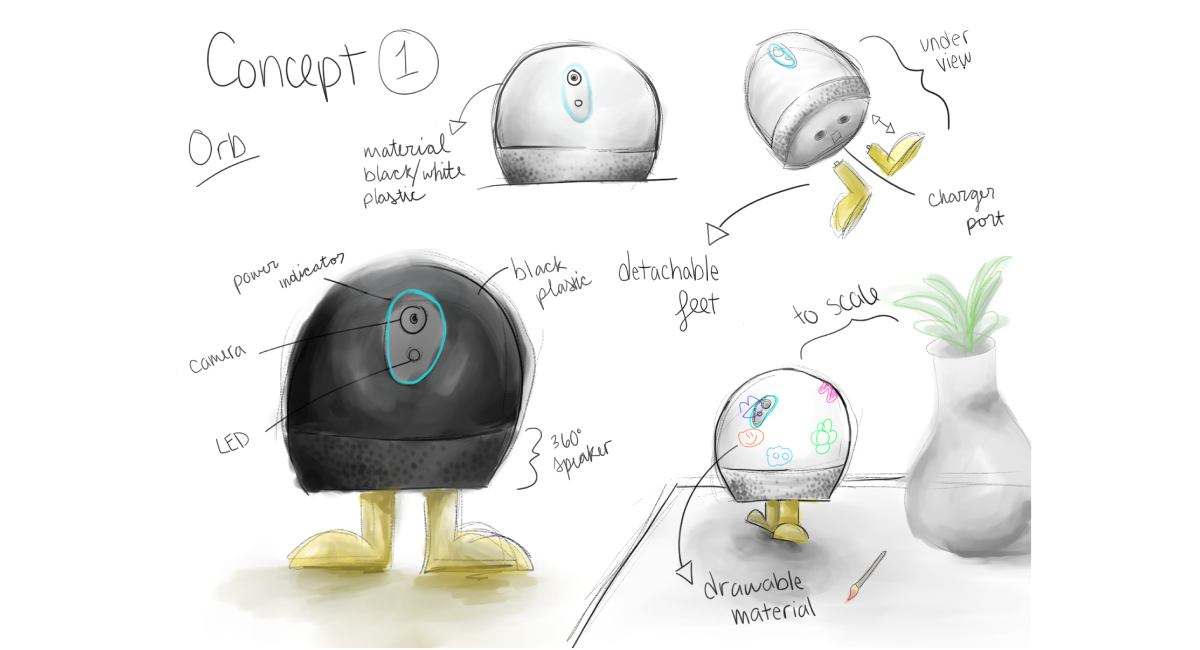 Concept 1
Orb
material
black/white
plastic
under
view
charger
port
detachable
feet
power
indicator
black
plastic
camera
LED
360°
speaker
to scale
drawable
material